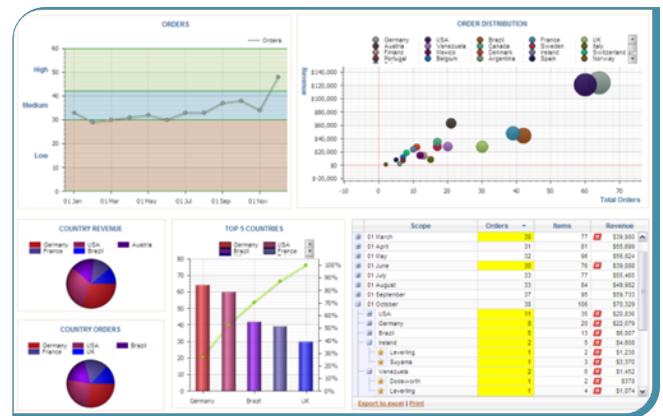 ORDERS
Orders
60
50
40
30
20
10
0
High
Medium
Low
01 Jan 01 Mar 01 May 01 Jul 01 Sep 01 Nov
ORDER DISTRIBUTION
Germany USA Brazil France UK
Austria Venezuela Canada Sweden Italy
Finland Mexico Denmark Ireland Switzerland
Portugal Belgium Argentina Spain Norway
Revenue
$140,000
$120,000
$100,000
$80,000
$60,000
$40,000
$20,000
$0
$-20,000
-10 0 10 20 30 40 50 60 70
Total Orders
COUNTRY REVENUE
Germany USA Austria
France Brazil
COUNTRY ORDERS
Germany USA Brazil
France UK
TOP 5 COUNTRIES
Germany USA
Brazil France
80
70
60
50
40
30
20
10
0
100%
90%
80%
70%
60%
50%
40%
30%
20%
10%
0%
Germany Brazil UK
Scope Orders Items Revenue
01 March 30 77 $39,980
01 April 31 81 $55,699
01 May 32 96 $56,824
01 June 30 76 $39,088
01 July 33 77 $55,465
01 August 33 84 $49,982
01 September 37 95 $59,733
01 October 38 106 $70,329
USA 11 35 $20,836
Germany 8 20 $22,079
Brazil 5 13 $6,007
Ireland 2 5 $4,608
Leverling 1 2 $1,238
Suyama 1 3 $3,370
Venezuela 2 6 $1,452
Dodsworth 1 2 $378
Leverling 1 4 $1,074
Export to excel | Print